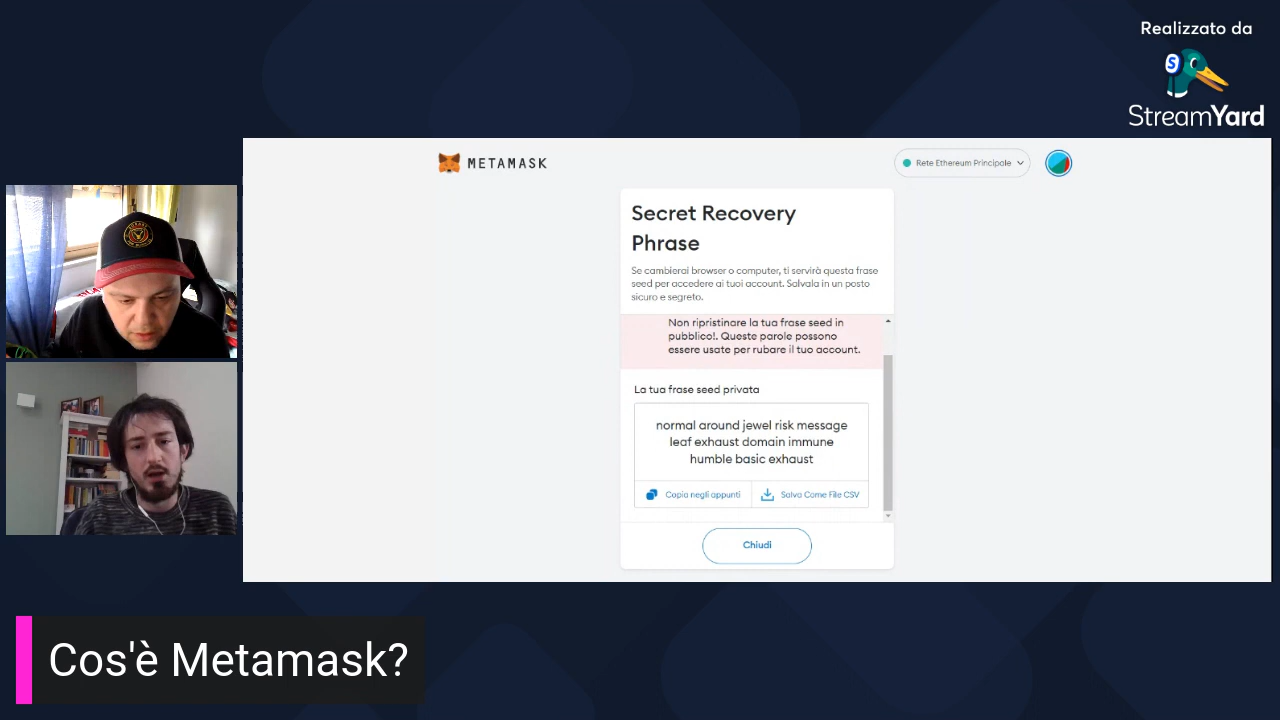 Realizzato da
S
StreamYard
METAMASK
Rete Ethereum Principale
Secret Recovery
Phrase
Se cambierai browser o computer, ti servirà questa frase
seed per accedere ai tuoi account. Salvala in un posto
sicuro e segreto.
Non ripristinare la tua frase seed in
pubblico!. Queste parole possono
essere usate per rubare il tuo account.
La tua frase seed privata
normal around jewel risk message
leaf exhaust domain immune
humble basic exhaust
Copia negli appunti
Salva Come File CSV
Chiudi
Cos'è Metamask?